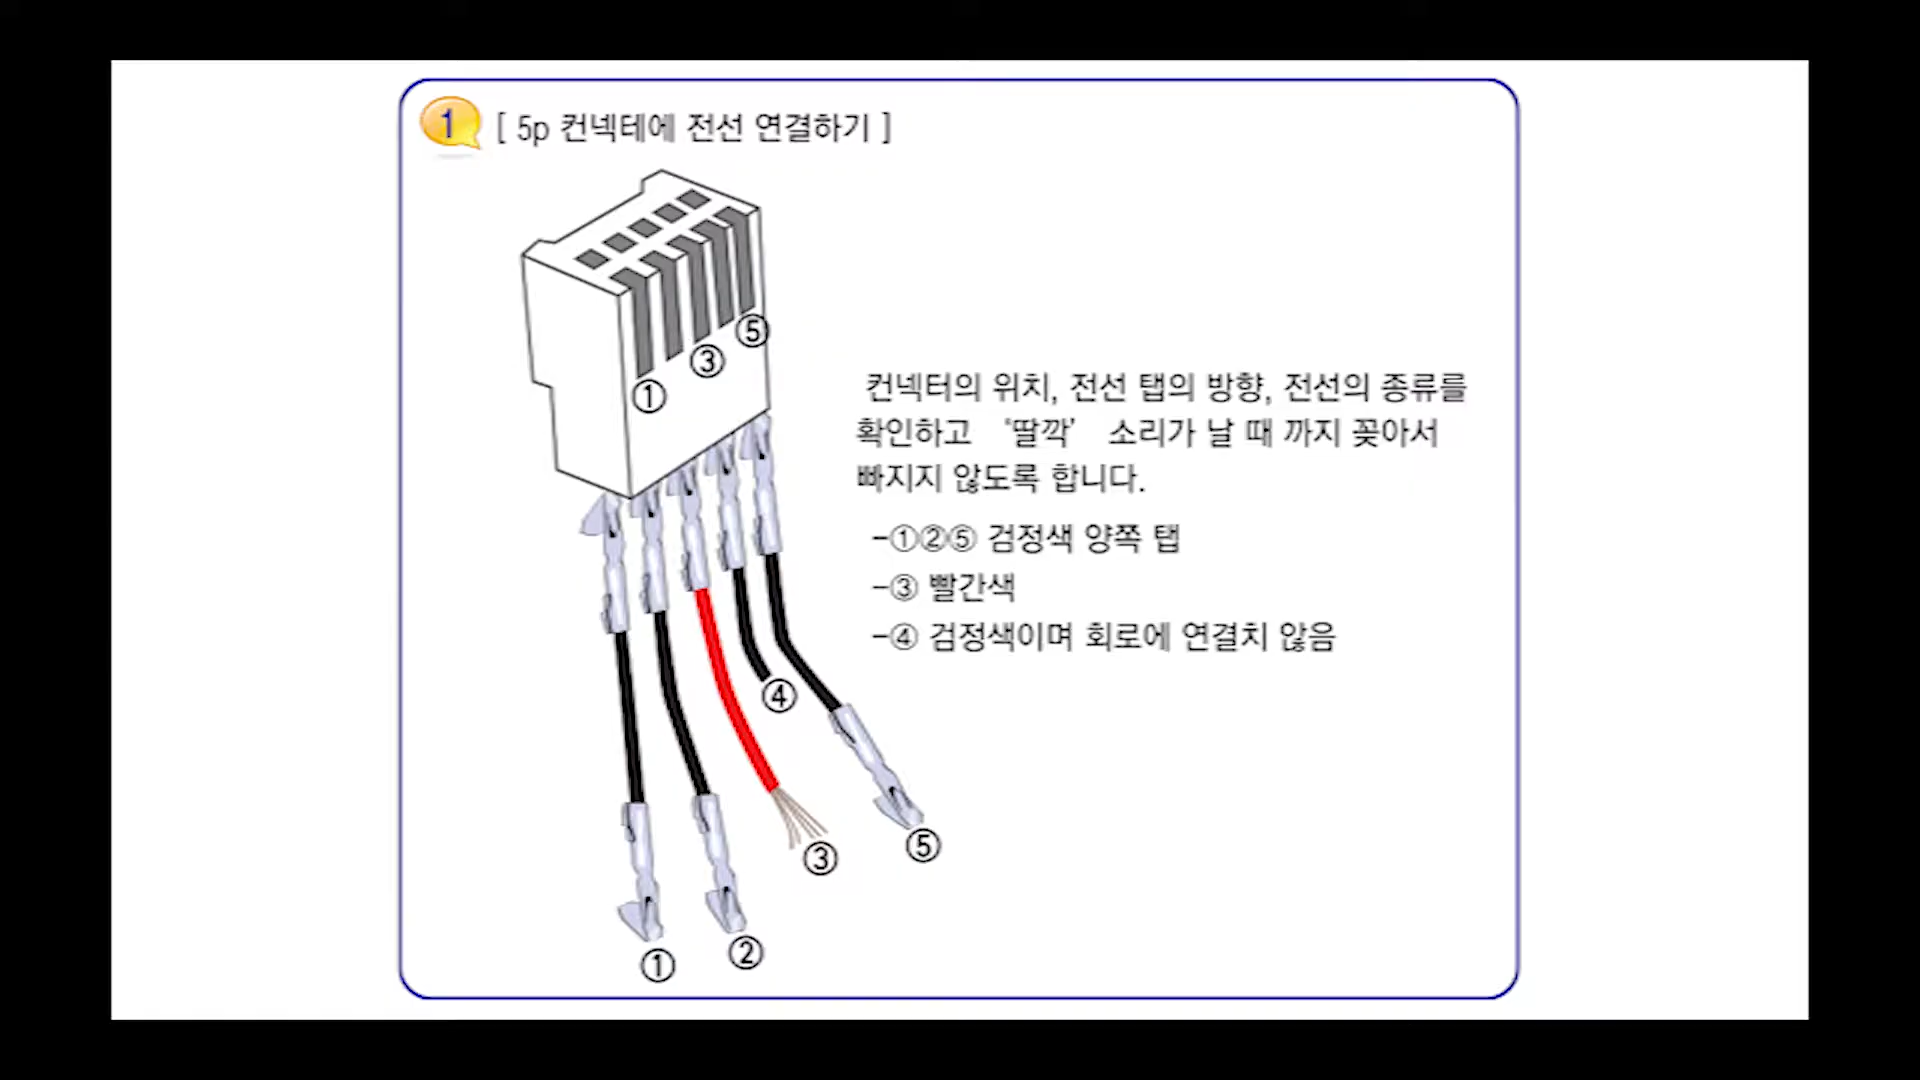 1 [ 5p 컨넥테에 전선 연결하기 ]
⑤
③
①
컨넥터의 위치, 전선 탭의 방향, 전선의 종류를
확인하고 ‘딸깍’ 소리가 날 때 까지 꽂아서
빠지지 않도록 합니다.
-①②⑤ 검정색 양쪽 탭
-③ 빨간색
-④ 검정색이며 회로에 연결치 않음
④
③
⑤
①
②